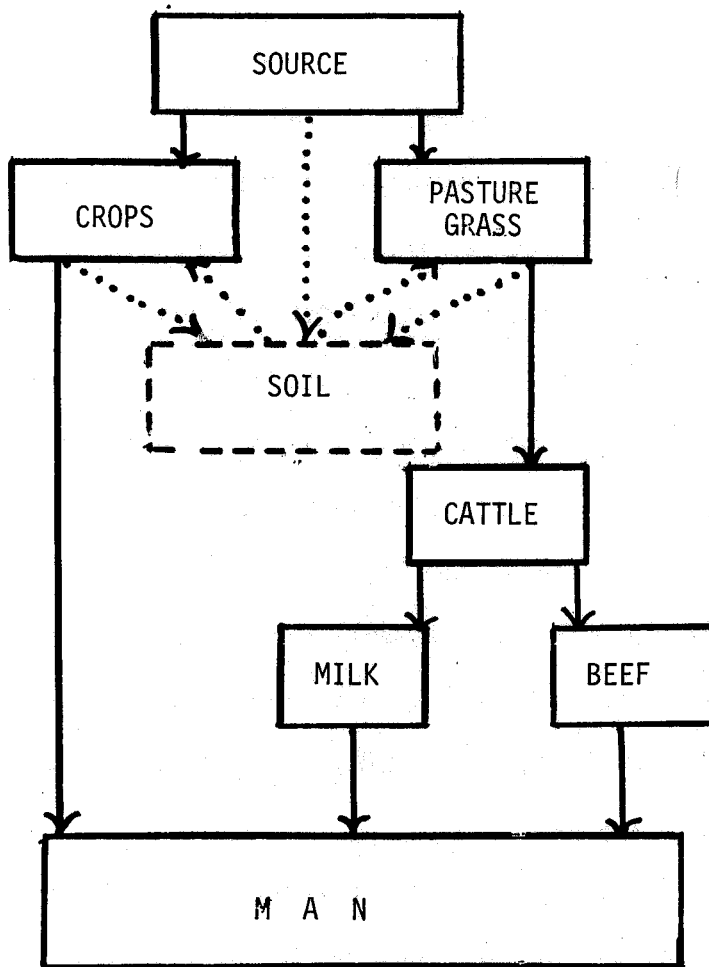 SOURCE
CROPS
PASTURE
GRASS
SOIL
CATTLE
MILK
BEEF
M A N